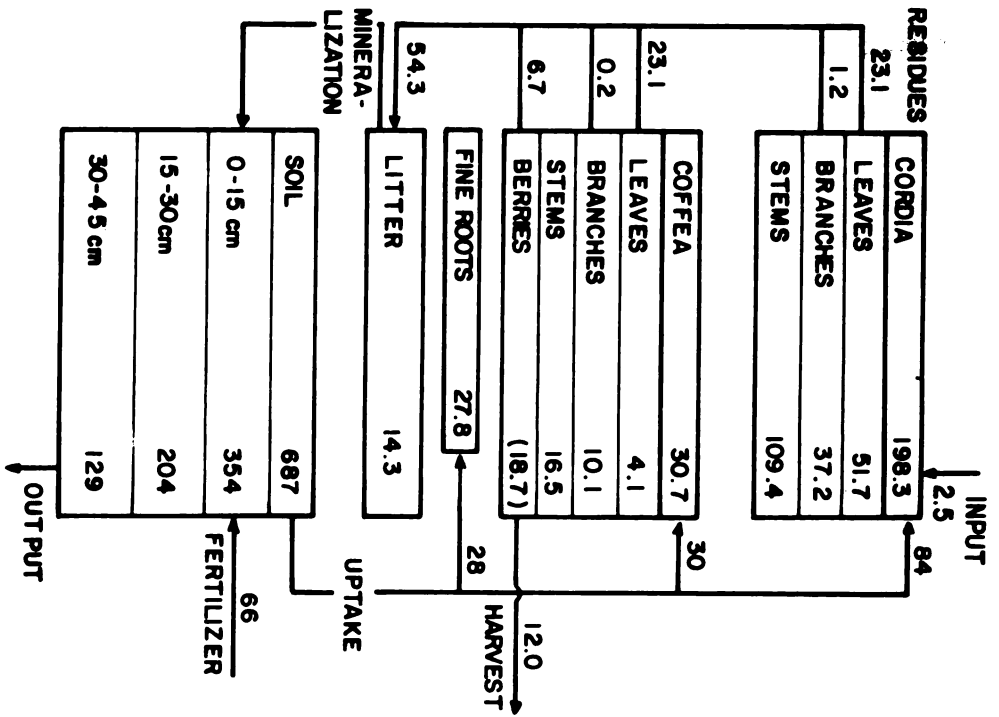 INPUT
2.5
84
CORDIA 198.3
LEAVES 51.7
BRANCHES 37.2
STEMS 109.4
RESIDUES
23.1
1.2
30
COFFEA 30.7
LEAVES 4.1
BRANCHES 10.1
STEMS 16.5
BERRIES (18.7)
23.1
0.2
6.7
12.0
HARVEST
28
FINE ROOTS 27.8
54.3
LITTER 14.3
UPTAKE
MINERA-
LIZATION
SOIL 687
0-15 cm 354
15-30cm 204
30-45 cm 129
66
FERTILIZER
OUTPUT